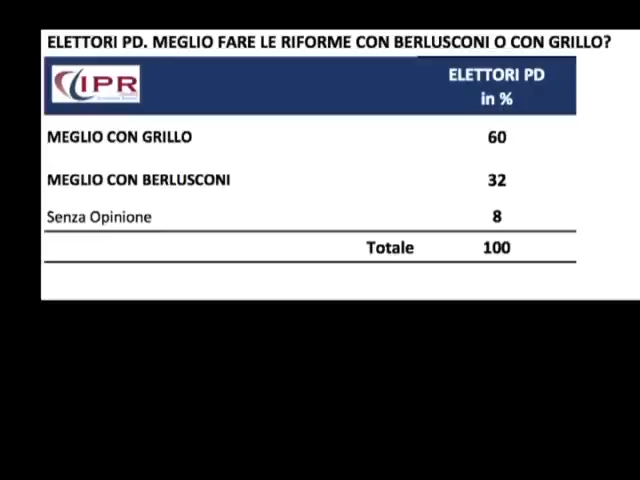 ELETTORI PD. MEGLIO FARE LE RIFORME CON BERLUSCONI O CON GRILLO?
IPR
ELETTORI PD
in %
MEGLIO CON GRILLO 60
MEGLIO CON BERLUSCONI 32
Senza Opinione 8
Totale 100